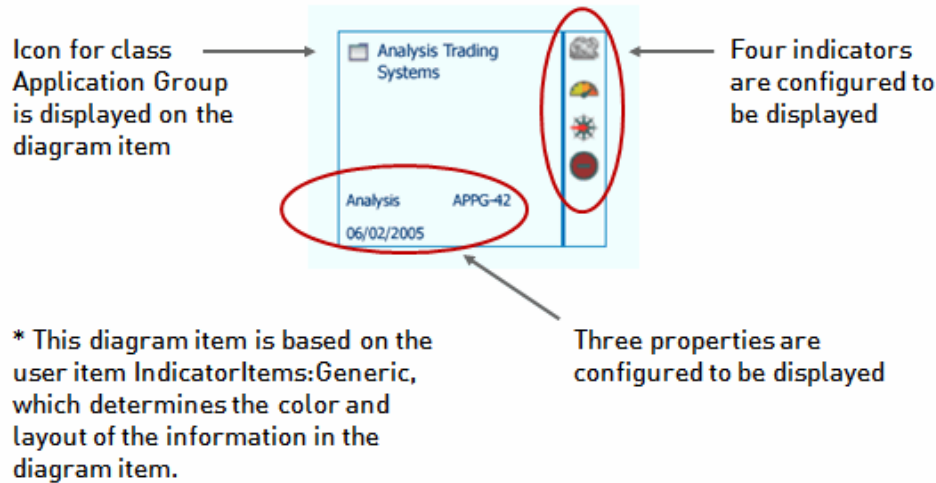 Icon for class
Application Group
is displayed on the
diagram item
Analysis Trading
Systems
Analysis APPG-42
06/02/2005
Four indicators
are configured to
be displayed
* This diagram item is based on the
user item IndicatorItems:Generic,
which determines the color and
layout of the information in the
diagram item.
Three properties are
configured to be displayed